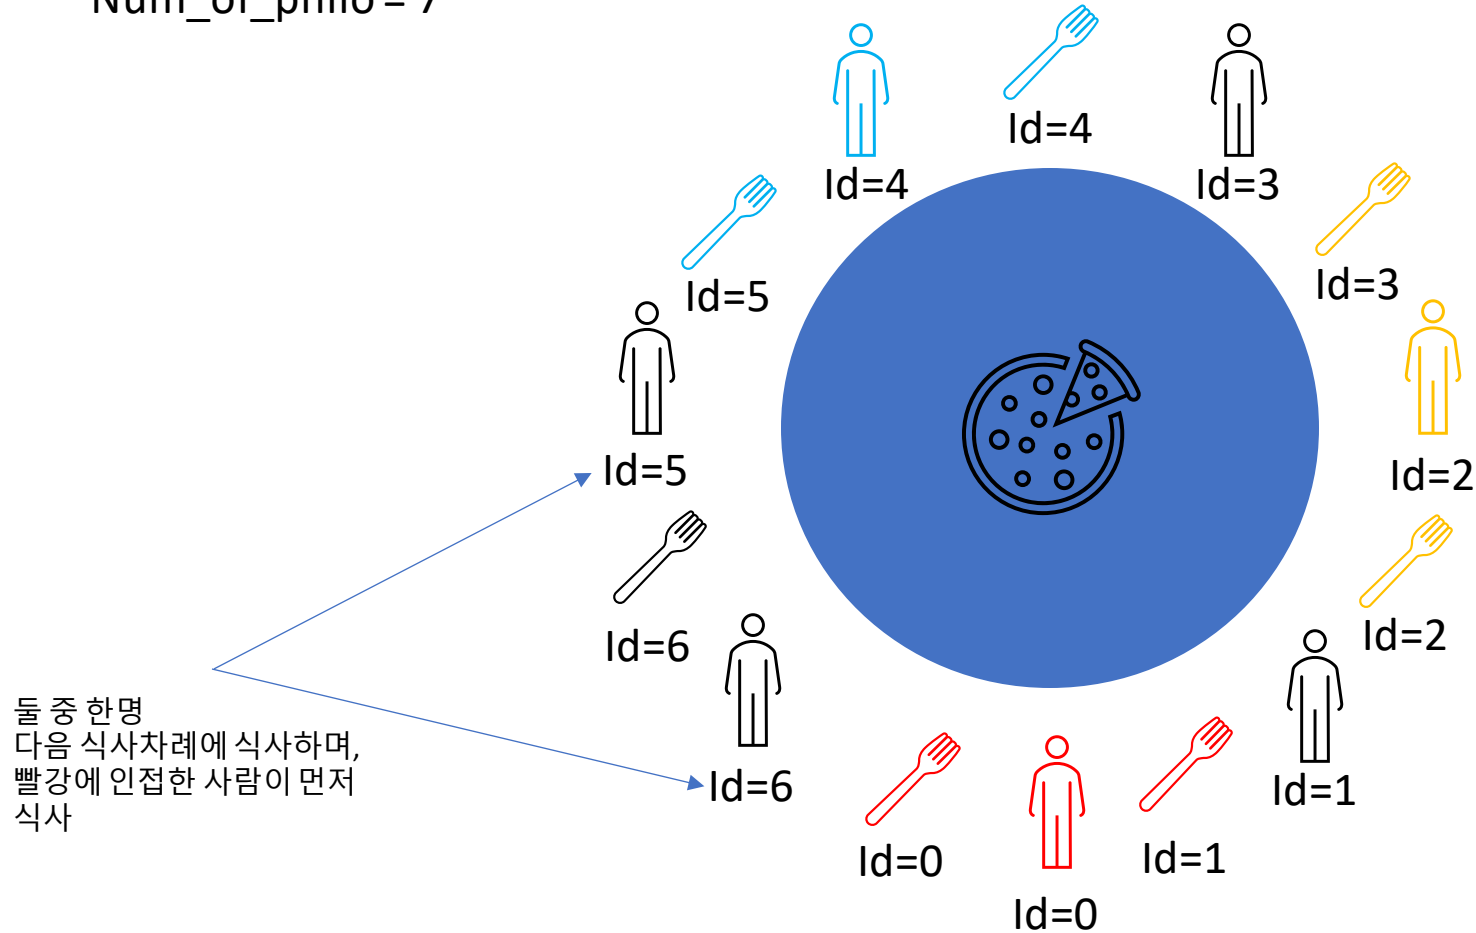 Num_of_philo = 7
Id=4
Id=4
Id=3
Id=5
Id=3
Id=5
Id=2
Id=6
Id=2
Id=6
Id=1
Id=0
Id=1
Id=0
둘 중 한명
다음 식사차례에 식사하며,
빨강에 인접한 사람이 먼저
식사